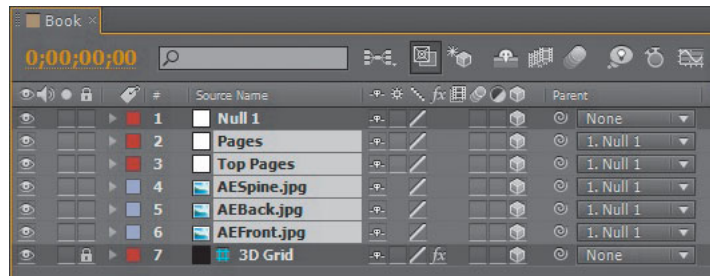 Book ×
0;00;00;00
# Source Name fx Parent
1 Null 1 None
2 Pages 1. Null 1
3 Top Pages 1. Null 1
4 AESpine.jpg 1. Null 1
5 AEBack.jpg 1. Null 1
6 AEFront.jpg 1. Null 1
7 3D Grid fx None